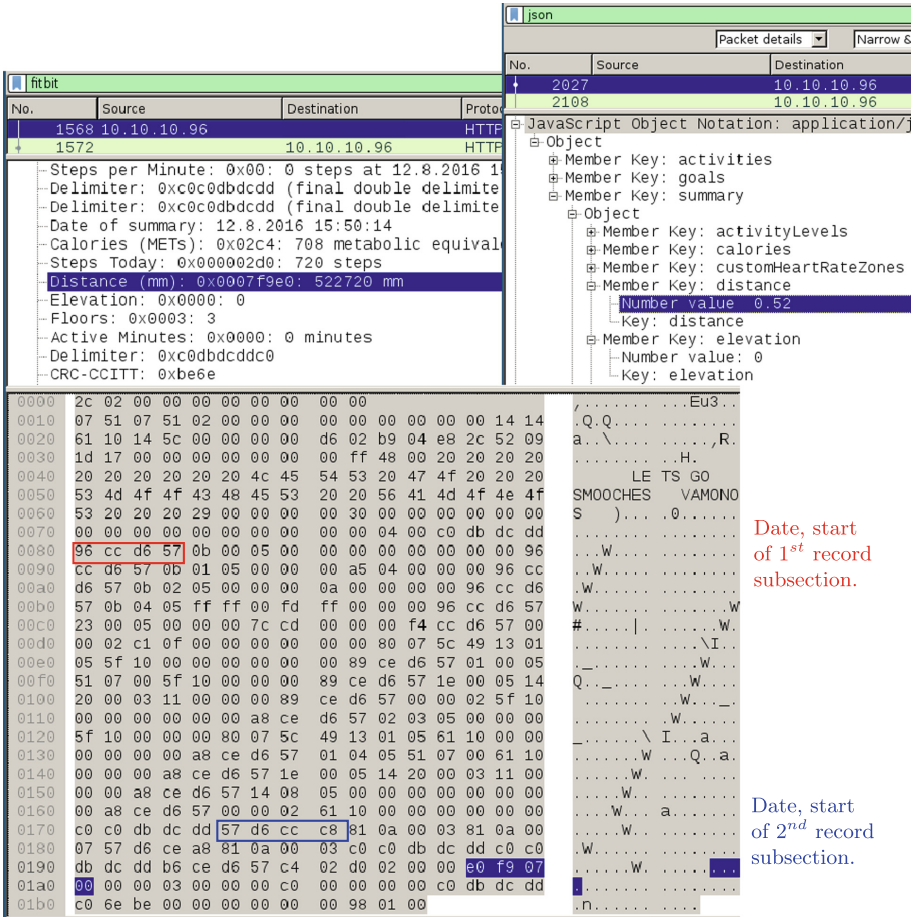 json
Packet details
Narrow &
No. Source Destination
2027 10.10.10.96
2108 10.10.10.96
JavaScript Object Notation: application/j
Object
Member Key: activities
Member Key: goals
Member Key: summary
Object
Member Key: activityLevels
Member Key: calories
Member Key: customHeartRateZones
Member Key: distance
Number value 0.52
Key: distance
Member Key: elevation
Number value: 0
Key: elevation
fitbit
No. Source Destination Protoc
1568 10.10.10.96 HTTP
1572 10.10.10.96 HTTP
Steps per Minute: 0x00: 0 steps at 12.8.2016 1
Delimiter: 0xc0c0dbdcdd (final double delimite
Delimiter: 0xc0c0dbdcdd (final double delimite
Date of summary: 12.8.2016 15:50:14
Calories (METs): 0x02c4: 708 metabolic equival
Steps Today: 0x000002d0: 720 steps
Distance (mm): 0x0007f9e0: 522720 mm
Elevation: 0x0000: 0
Floors: 0x0003: 3
Active Minutes: 0x0000: 0 minutes
Delimiter: 0xc0dbdcddc0
CRC-CCITT: 0xbe6e
0000 2c 02 00 00 00 00 00 00 00 00 ,....... ...Eu3..
0010 07 51 07 51 02 00 00 00 00 00 00 00 00 00 14 14 .Q.Q.... ........
0020 61 10 14 5c 00 00 00 00 d6 02 b9 04 e8 2c 52 09 a..\.... .....,R.
0030 1d 17 00 00 00 00 00 00 00 ff 48 00 20 20 20 20 ........ ..H.
0040 20 20 20 20 20 20 4c 45 54 53 20 47 4f 20 20 20 LE TS GO
0050 53 4d 4f 4f 43 48 45 53 20 20 56 41 4d 4f 4e 4f SMOOCHES VAMONO
0060 53 20 20 20 29 00 00 00 00 30 00 00 00 00 00 00 S )... .0......
0070 00 00 00 00 00 00 00 00 00 00 04 00 c0 db dc dd ........ ........
0080 96 cc d6 57 0b 00 05 00 00 00 00 00 00 00 00 96 ...W.... ........
0090 cc d6 57 0b 01 05 00 00 00 a5 04 00 00 00 96 cc ..W..... ........
00a0 d6 57 0b 02 05 00 00 00 0a 00 00 00 00 96 cc d6 .W...... ........
00b0 57 0b 04 05 ff ff 00 fd ff 00 00 00 96 cc d6 57 W....... .......W
00c0 23 00 05 00 00 00 7c cd 00 00 00 f4 cc d6 57 00 #.....|. ......W.
00d0 00 02 c1 0f 00 00 00 00 00 00 80 07 5c 49 13 01 ........ ....\I..
00e0 05 5f 10 00 00 00 00 00 00 89 ce d6 57 01 00 05 ._...... ....W...
00f0 51 07 00 5f 10 00 00 00 89 ce d6 57 1e 00 05 14 Q.._.... ...W....
0100 20 00 03 11 00 00 00 89 ce d6 57 00 00 02 5f 10 ....... ..W..._.
0110 00 00 00 00 00 00 a8 ce d6 57 02 03 05 00 00 00 ........ .W......
0120 5f 10 00 00 00 80 07 5c 49 13 01 05 61 10 00 00 _......\ I...a...
0130 00 00 00 00 a8 ce d6 57 01 04 05 51 07 00 61 10 .......W ...Q..a.
0140 00 00 00 a8 ce d6 57 1e 00 05 14 20 00 03 11 00 ......W. ... ....
0150 00 00 a8 ce d6 57 14 08 05 00 00 00 00 00 00 00 .....W.. ........
0160 00 a8 ce d6 57 00 00 02 61 10 00 00 00 00 00 00 ....W... a.......
0170 c0 c0 db dc dd 57 d6 cc c8 81 0a 00 03 81 0a 00 .....W.. ........
0180 07 57 d6 ce a8 81 0a 00 03 c0 c0 db dc dd c0 c0 .W...... ........
0190 db dc dd b6 ce d6 57 c4 02 d0 02 00 00 e0 f9 07 ......W. ........
01a0 00 00 00 03 00 00 00 00 c0 00 00 00 c0 db dc dd ........ ........
01b0 c0 6e be 00 00 00 00 00 00 98 01 00 .n...... ....
Date, start
of 1st record
subsection.
Date, start
of 2nd record
subsection.